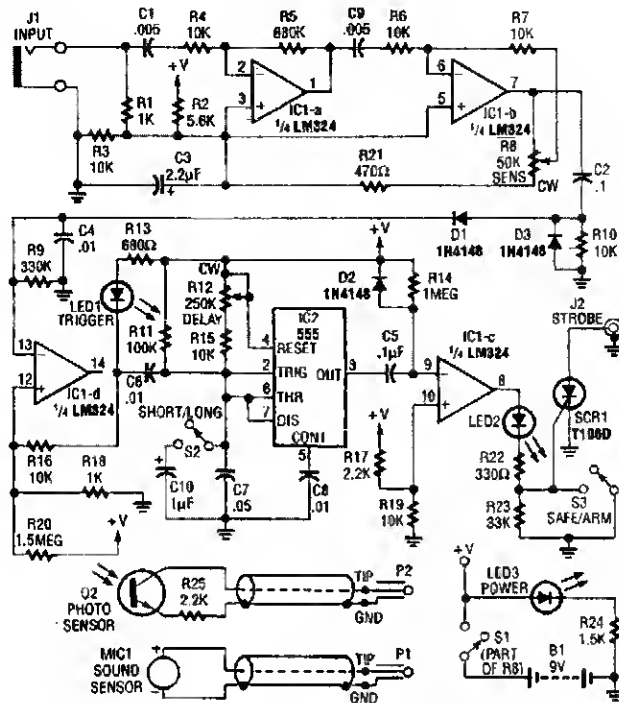 J1
INPUT
C1
.005
R4
10K
R5
680K
C9
.005
R6
10K
R7
10K
+V
2
3
1
IC1-a
¼ LM324
6
5
7
IC1-b
¼ LM324
R1
1K
R2
5.6K
R3
10K
C3
2.2µF
+
R21
470Ω
R8
50K
SENS
CW
C2
.1
R9
330K
C4
.01
R13
680Ω
LED1
TRIGGER
R11
100K
CW
R12
250K
DELAY
R15
10K
+V
D2
1N4148
D1
1N4148
D3
1N4148
R10
10K
R14
1MEG
IC2
555
4
RESET
2
TRIG
6
THR
7
DIS
OUT
3
CONT
5
C5
.1µF
IC1-c
¼ LM324
9
10
8
J2
STROBE
SCR1
T106D
LED2
13
12
14
IC1-d
¼ LM324
C6
.01
SHORT/LONG
S2
+
C10
1µF
C7
.05
C8
.01
+V
R17
2.2K
R19
10K
R22
330Ω
R23
33K
S3
SAFE/ARM
R16
10K
R18
1K
R20
1.5MEG
+V
Q2
PHOTO
SENSOR
R25
2.2K
TIP
P2
GND
MIC1
SOUND
SENSOR
+
-
TIP
P1
GND
+V
LED3
POWER
R24
1.5K
S1
(PART
OF R8)
B1
9V